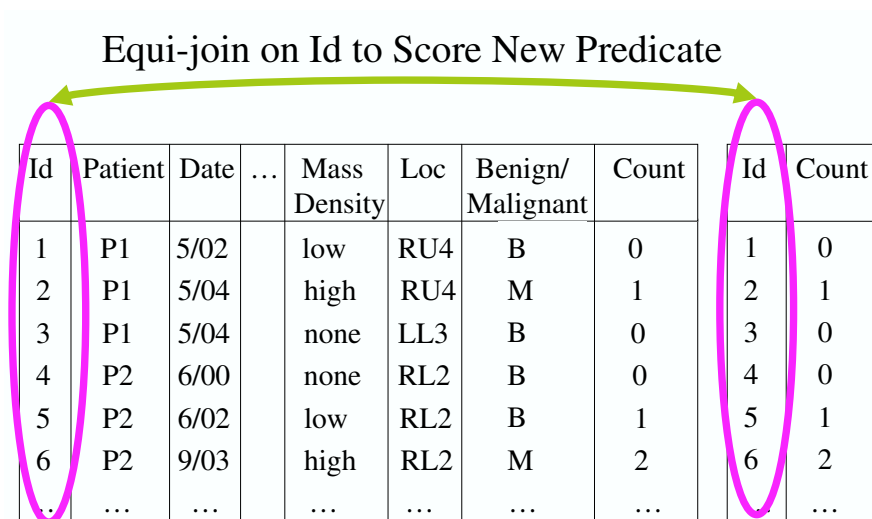 Equi-join on Id to Score New Predicate
Id Patient Date … Mass Density Loc Benign/ Malignant Count Id Count
1 P1 5/02 low RU4 B 0 1 0
2 P1 5/04 high RU4 M 1 2 1
3 P1 5/04 none LL3 B 0 3 0
4 P2 6/00 none RL2 B 0 4 0
5 P2 6/02 low RL2 B 1 5 1
6 P2 9/03 high RL2 M 2 6 2
… … … … … … … … …